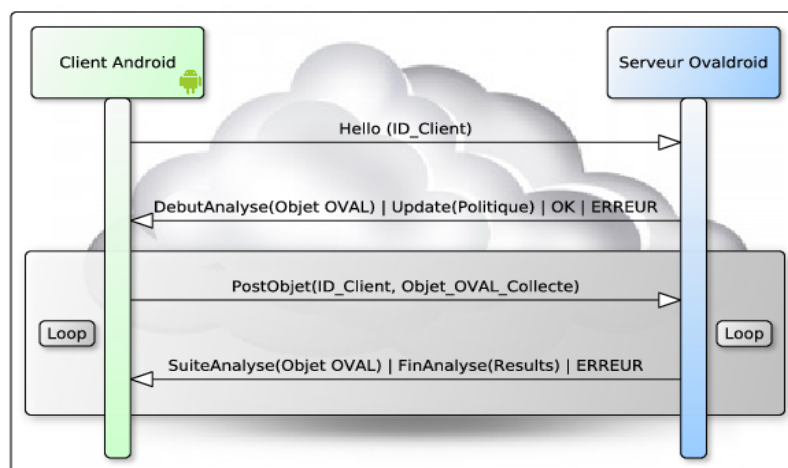 Client Android
Serveur Ovaldroid
Hello (ID_Client)
DebutAnalyse(Objet OVAL) | Update(Politique) | OK | ERREUR
PostObjet(ID_Client, Objet_OVAL_Collecte)
Loop
Loop
SuiteAnalyse(Objet OVAL) | FinAnalyse(Results) | ERREUR